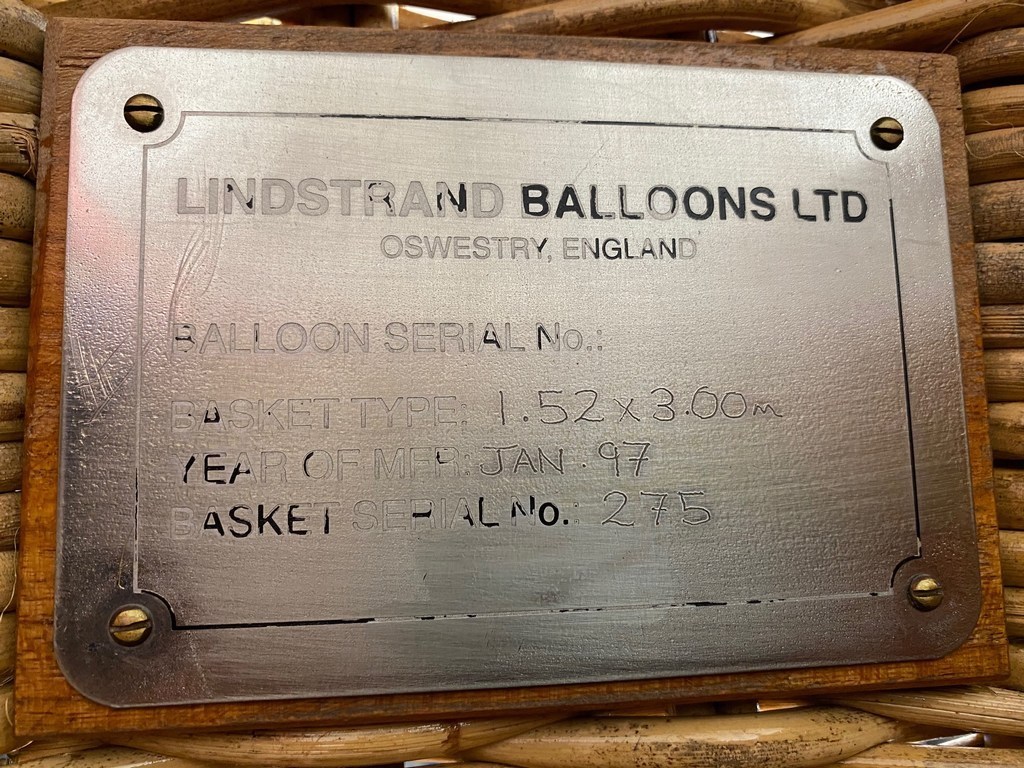 LINDSTRAND BALLOONS LTD
OSWESTRY, ENGLAND
BALLOON SERIAL No.:
BASKET TYPE: 1.52 x 3.00m
YEAR OF MFR: JAN. 97
BASKET SERIAL No.: 275